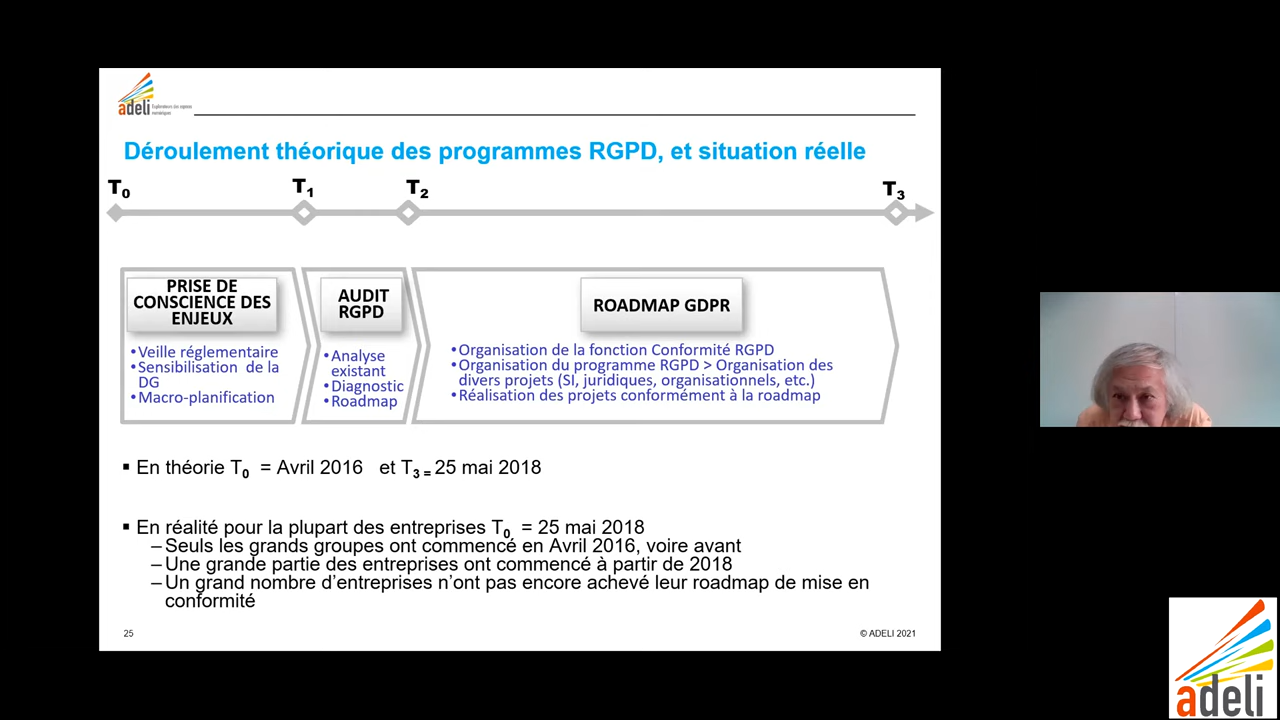 adeli Explorateurs des espaces
numériques
Déroulement théorique des programmes RGPD, et situation réelle
T0 T1 T2 T3
PRISE DE
CONSCIENCE DES
ENJEUX
•Veille réglementaire
•Sensibilisation de la
DG
•Macro-planification
AUDIT
RGPD
•Analyse
existant
•Diagnostic
•Roadmap
ROADMAP GDPR
•Organisation de la fonction Conformité RGPD
•Organisation du programme RGPD > Organisation des
divers projets (SI, juridiques, organisationnels, etc.)
•Réalisation des projets conformément à la roadmap
▪ En théorie T0 = Avril 2016 et T3 = 25 mai 2018
▪ En réalité pour la plupart des entreprises T0 = 25 mai 2018
–Seuls les grands groupes ont commencé en Avril 2016, voire avant
–Une grande partie des entreprises ont commencé à partir de 2018
–Un grand nombre d’entreprises n’ont pas encore achevé leur roadmap de mise en
conformité
25
© ADELI 2021
adeli